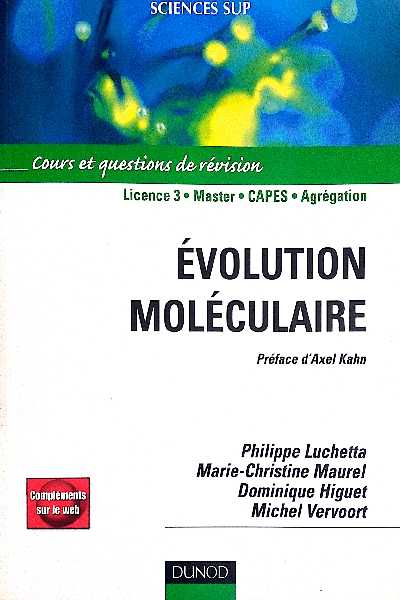 SCIENCES SUP
Cours et questions de révision
Licence 3 • Master • CAPES • Agrégation
ÉVOLUTION
MOLÉCULAIRE
Préface d'Axel Kahn
Philippe Luchetta
Marie-Christine Maurel
Dominique Higuet
Michel Vervoort
Compléments
sur le web
DUNOD